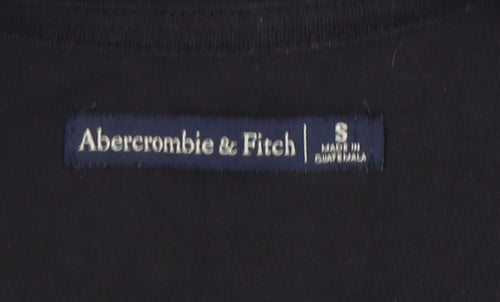 Abercrombie & Fitch
S
MADE IN
GUATEMALA